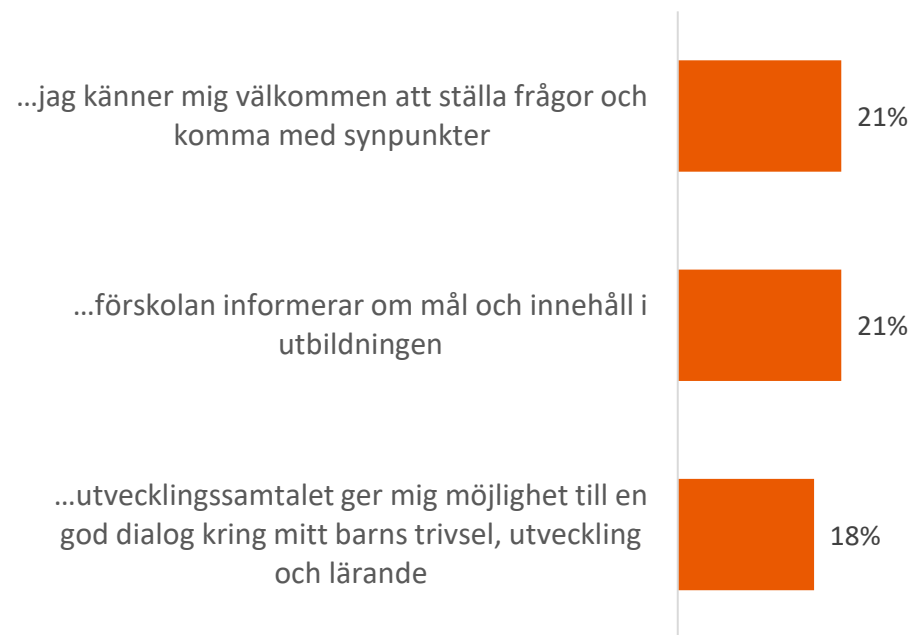 ...jag känner mig välkommen att ställa frågor och
komma med synpunkter
21%
...förskolan informerar om mål och innehåll i
utbildningen
21%
...utvecklingssamtalet ger mig möjlighet till en
god dialog kring mitt barns trivsel, utveckling
och lärande
18%